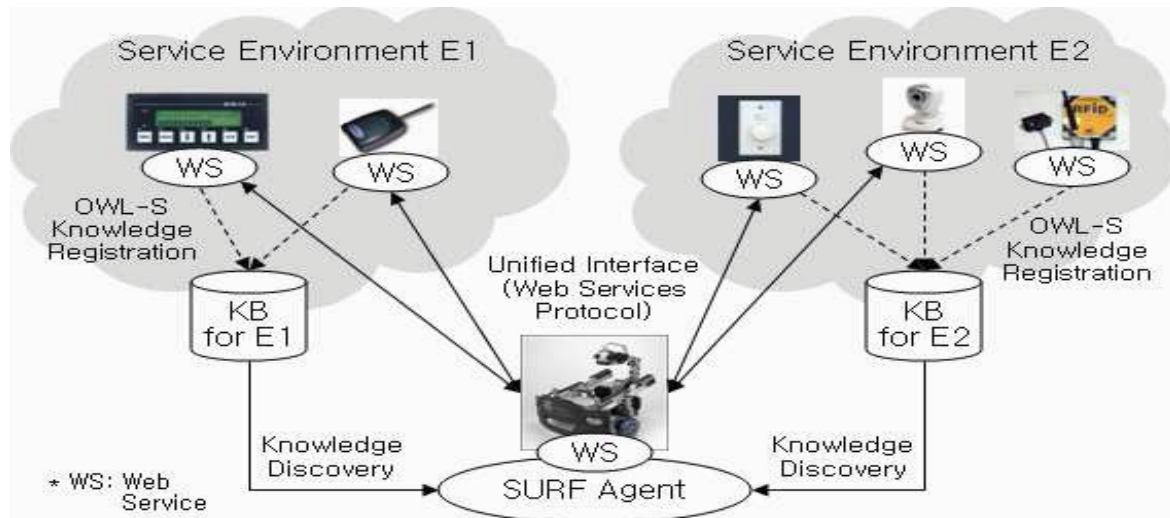 Service Environment E1
Service Environment E2
WS
WS
WS
WS
WS
RFID
OWL-S
Knowledge
Registration
OWL-S
Knowledge
Registration
Unified Interface
(Web Services
Protocol)
KB
for E1
KB
for E2
Knowledge
Discovery
Knowledge
Discovery
WS
SURF Agent
* WS: Web
Service